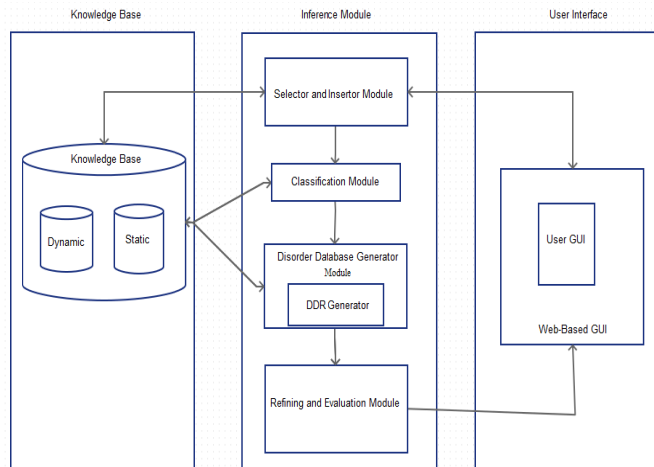 Knowledge Base
Inference Module
User Interface
Selector and Insertor Module
Knowledge Base
Dynamic
Static
Classification Module
Disorder Database Generator
Module
DDR Generator
User GUI
Web-Based GUI
Refining and Evaluation Module